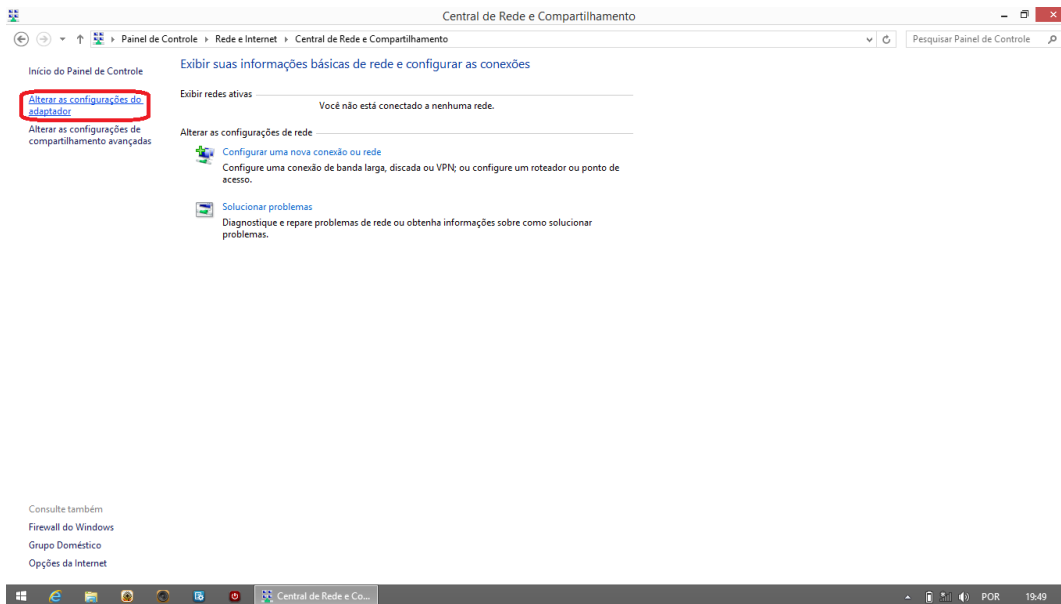 Central de Rede e Compartilhamento
Painel de Controle Rede e Internet Central de Rede e Compartilhamento
Pesquisar Painel de Controle
Início do Painel de Controle
Alterar as configurações do
adaptador
Alterar as configurações de
compartilhamento avançadas
Exibir suas informações básicas de rede e configurar as conexões
Exibir redes ativas
Você não está conectado a nenhuma rede.
Alterar as configurações de rede
Configurar uma nova conexão ou rede
Configure uma conexão de banda larga, discada ou VPN; ou configure um roteador ou ponto de
acesso.
Solucionar problemas
Diagnostique e repare problemas de rede ou obtenha informações sobre como solucionar
problemas.
Consulte também
Firewall do Windows
Grupo Doméstico
Opções da Internet
Central de Rede e Co...
POR
19:49